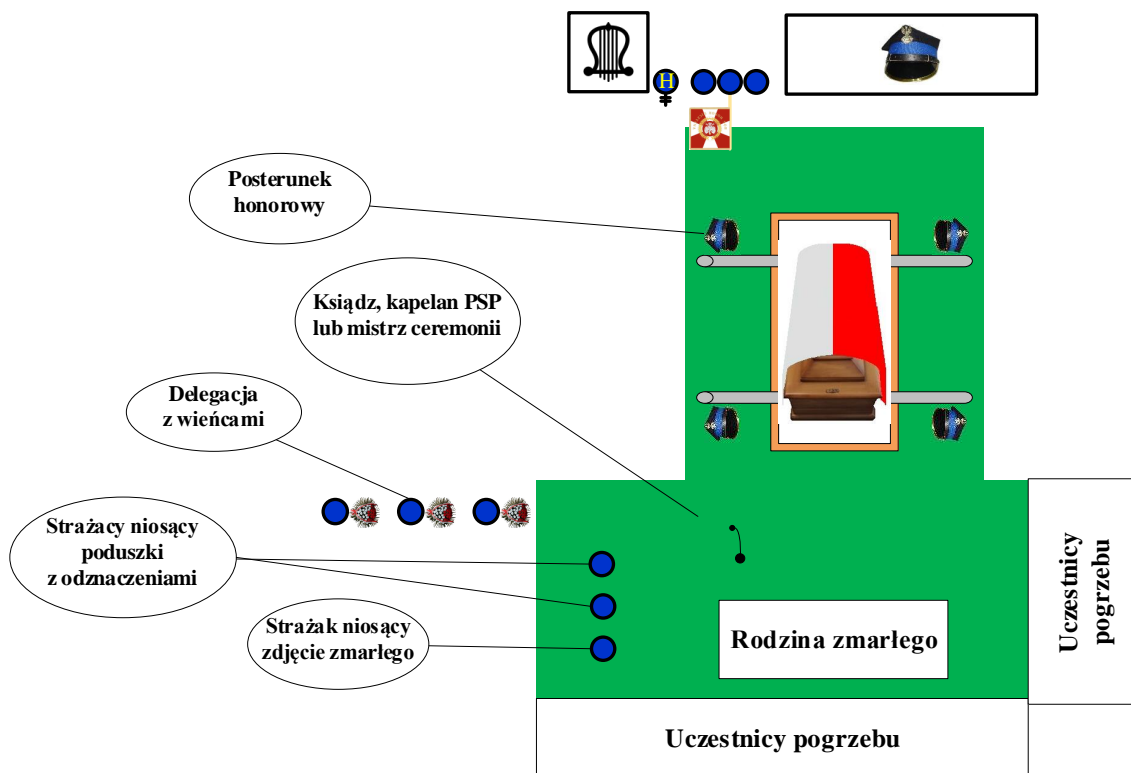 H
Posterunek
honorowy
Ksiądz, kapelan PSP
lub mistrz ceremonii
Delegacja
z wieńcami
Strażacy niosący
poduszki
z odznaczeniami
Strażak niosący
zdjęcie zmarłego
Rodzina zmarłego
Uczestnicy
pogrzebu
Uczestnicy pogrzebu